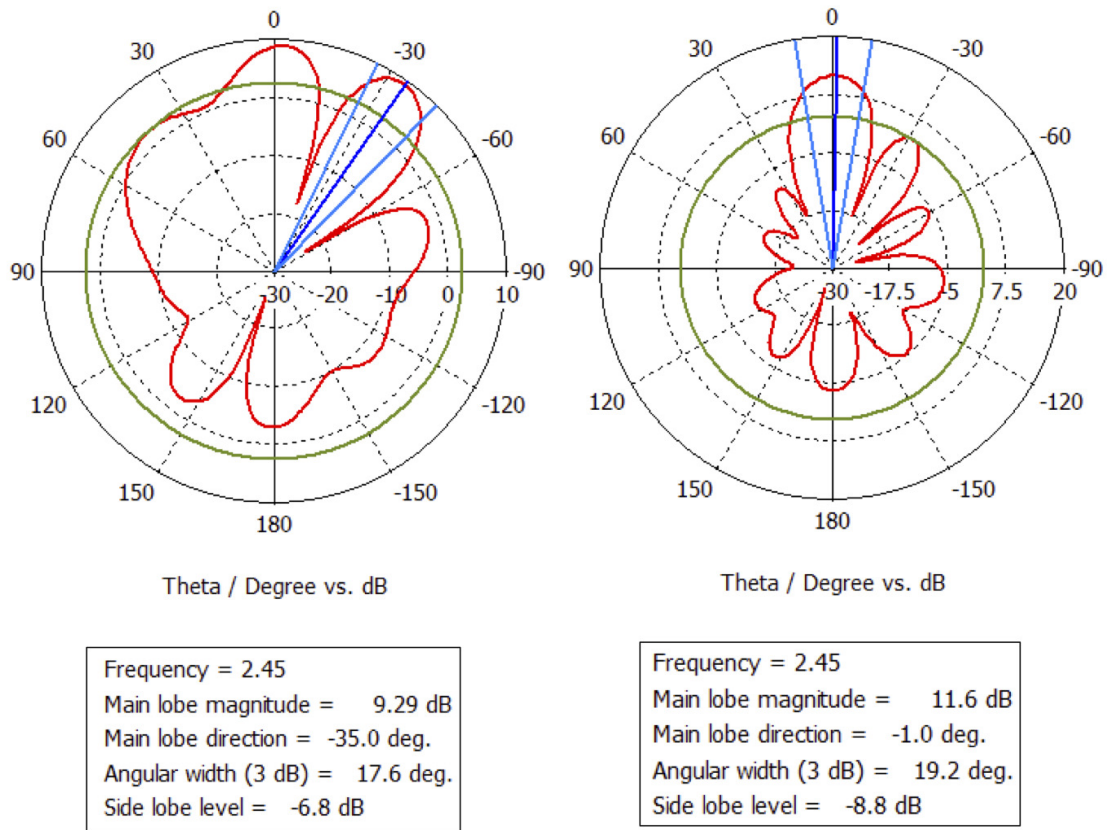 0
30
-30
60
-60
90
-90
-30 -20 -10 0 10
120
-120
150
-150
180
Theta / Degree vs. dB
Frequency = 2.45
Main lobe magnitude = 9.29 dB
Main lobe direction = -35.0 deg.
Angular width (3 dB) = 17.6 deg.
Side lobe level = -6.8 dB
0
30
-30
60
-60
90
-90
-30 -17.5 -5 7.5 20
120
-120
150
-150
180
Theta / Degree vs. dB
Frequency = 2.45
Main lobe magnitude = 11.6 dB
Main lobe direction = -1.0 deg.
Angular width (3 dB) = 19.2 deg.
Side lobe level = -8.8 dB